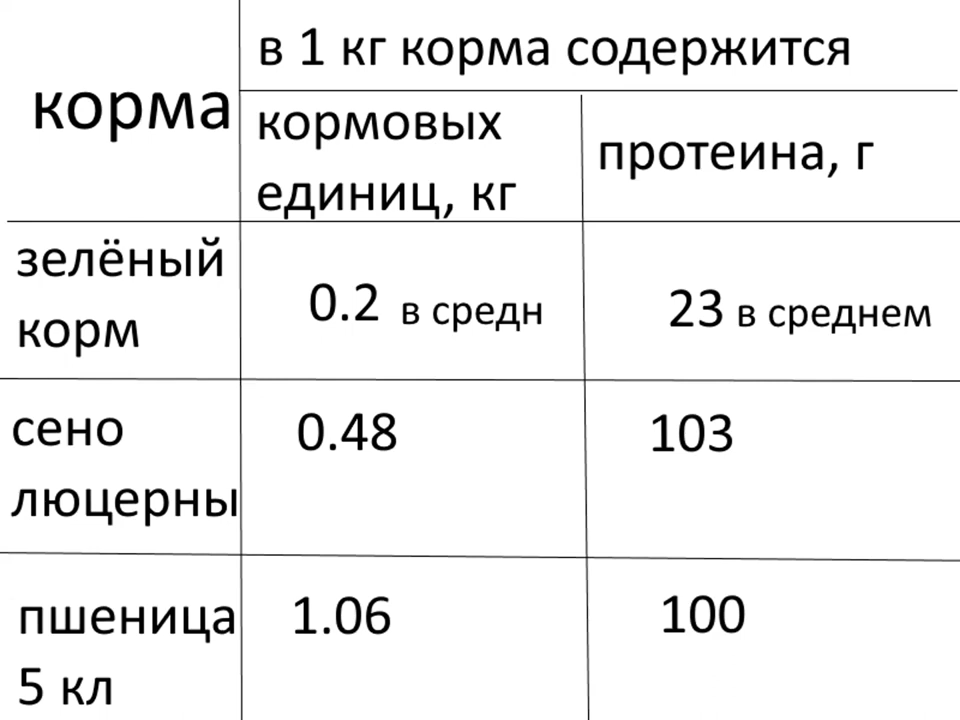 корма
в 1 кг корма содержится
кормовых
единиц, кг
протеина, г
зелёный
корм
0.2 в средн
23 в среднем
сено
люцерны
0.48
103
пшеница
5 кл
1.06
100